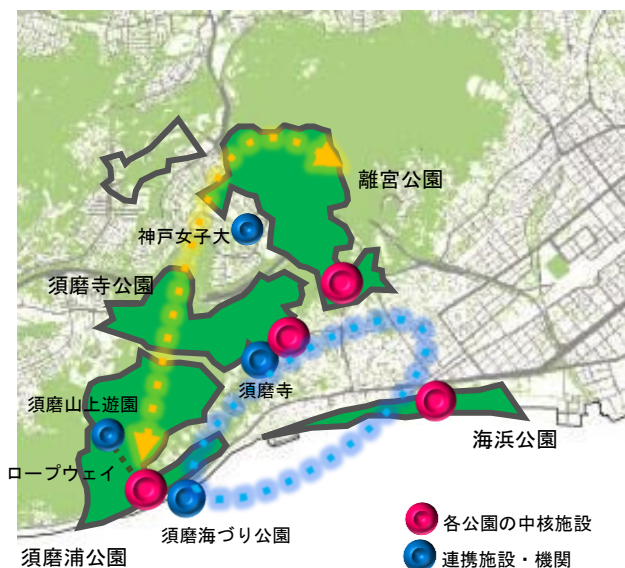 離宮公園
神戸女子大
須磨寺公園
須磨寺
須磨山上遊園
海浜公園
ロープウェイ
須磨海づり公園
須磨浦公園
各公園の中核施設
連携施設・機関